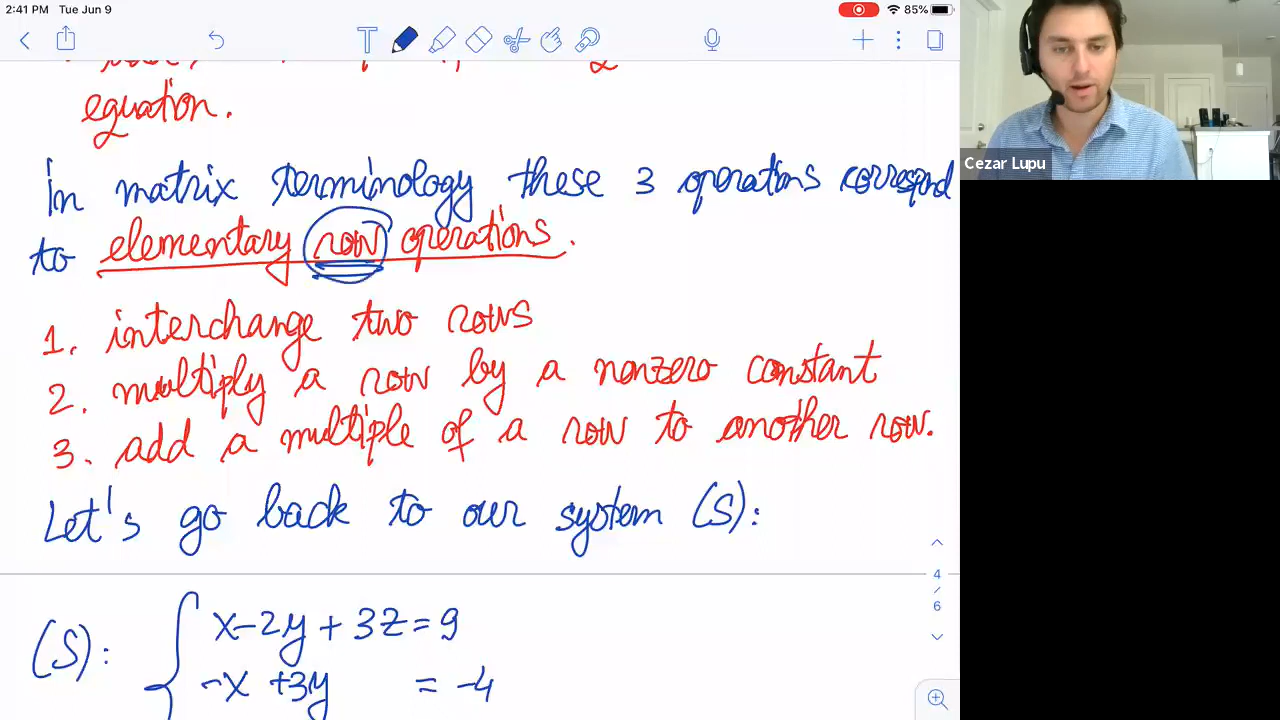 2:41 PM Tue Jun 9
85%
equation.
In matrix terminology these 3 operations correspond
to elementary row operations.
1. interchange two rows
2. multiply a row by a nonzero constant
3. add a multiple of a row to another row.
Let's go back to our system (S):
(S): x-2y+3z=9
-x+3y = -4
4
/
6
Cezar Lupu